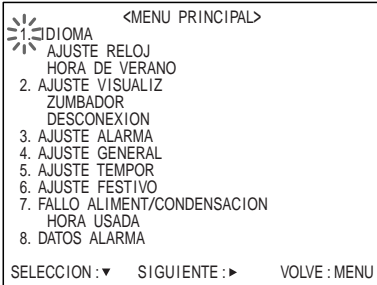 <MENU PRINCIPAL>
1. IDIOMA
AJUSTE RELOJ
HORA DE VERANO
2. AJUSTE VISUALIZ
ZUMBADOR
DESCONEXION
3. AJUSTE ALARMA
4. AJUSTE GENERAL
5. AJUSTE TEMPOR
6. AJUSTE FESTIVO
7. FALLO ALIMENT/CONDENSACION
HORA USADA
8. DATOS ALARMA
SELECCION : ▼ SIGUIENTE : ► VOLVE : MENU